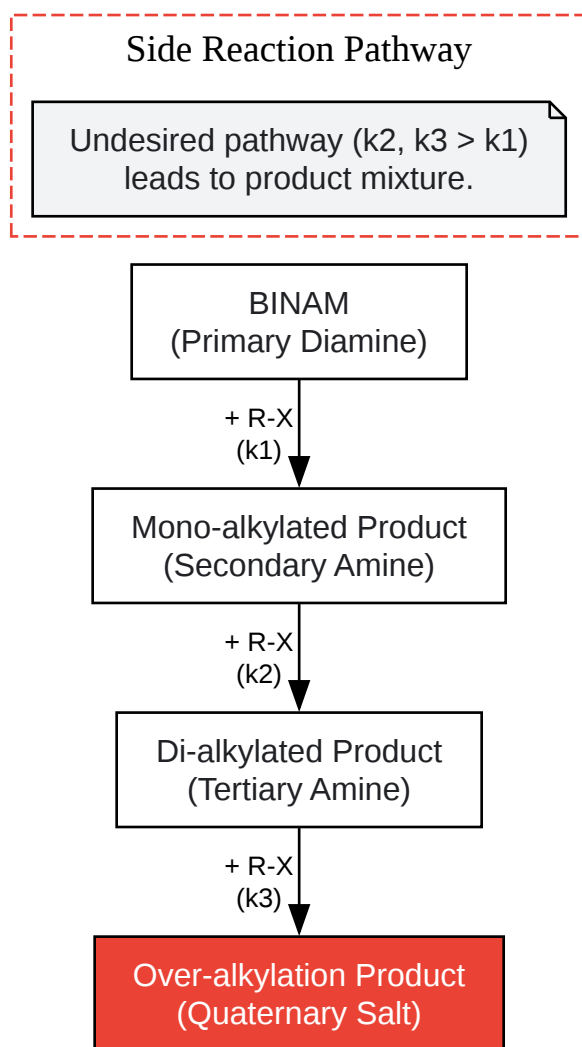 Side Reaction Pathway
Undesired pathway (k2, k3 > k1)
leads to product mixture.
BINAM
(Primary Diamine)
+ R-X
(k1)
Mono-alkylated Product
(Secondary Amine)
+ R-X
(k2)
Di-alkylated Product
(Tertiary Amine)
+ R-X
(k3)
Over-alkylation Product
(Quaternary Salt)